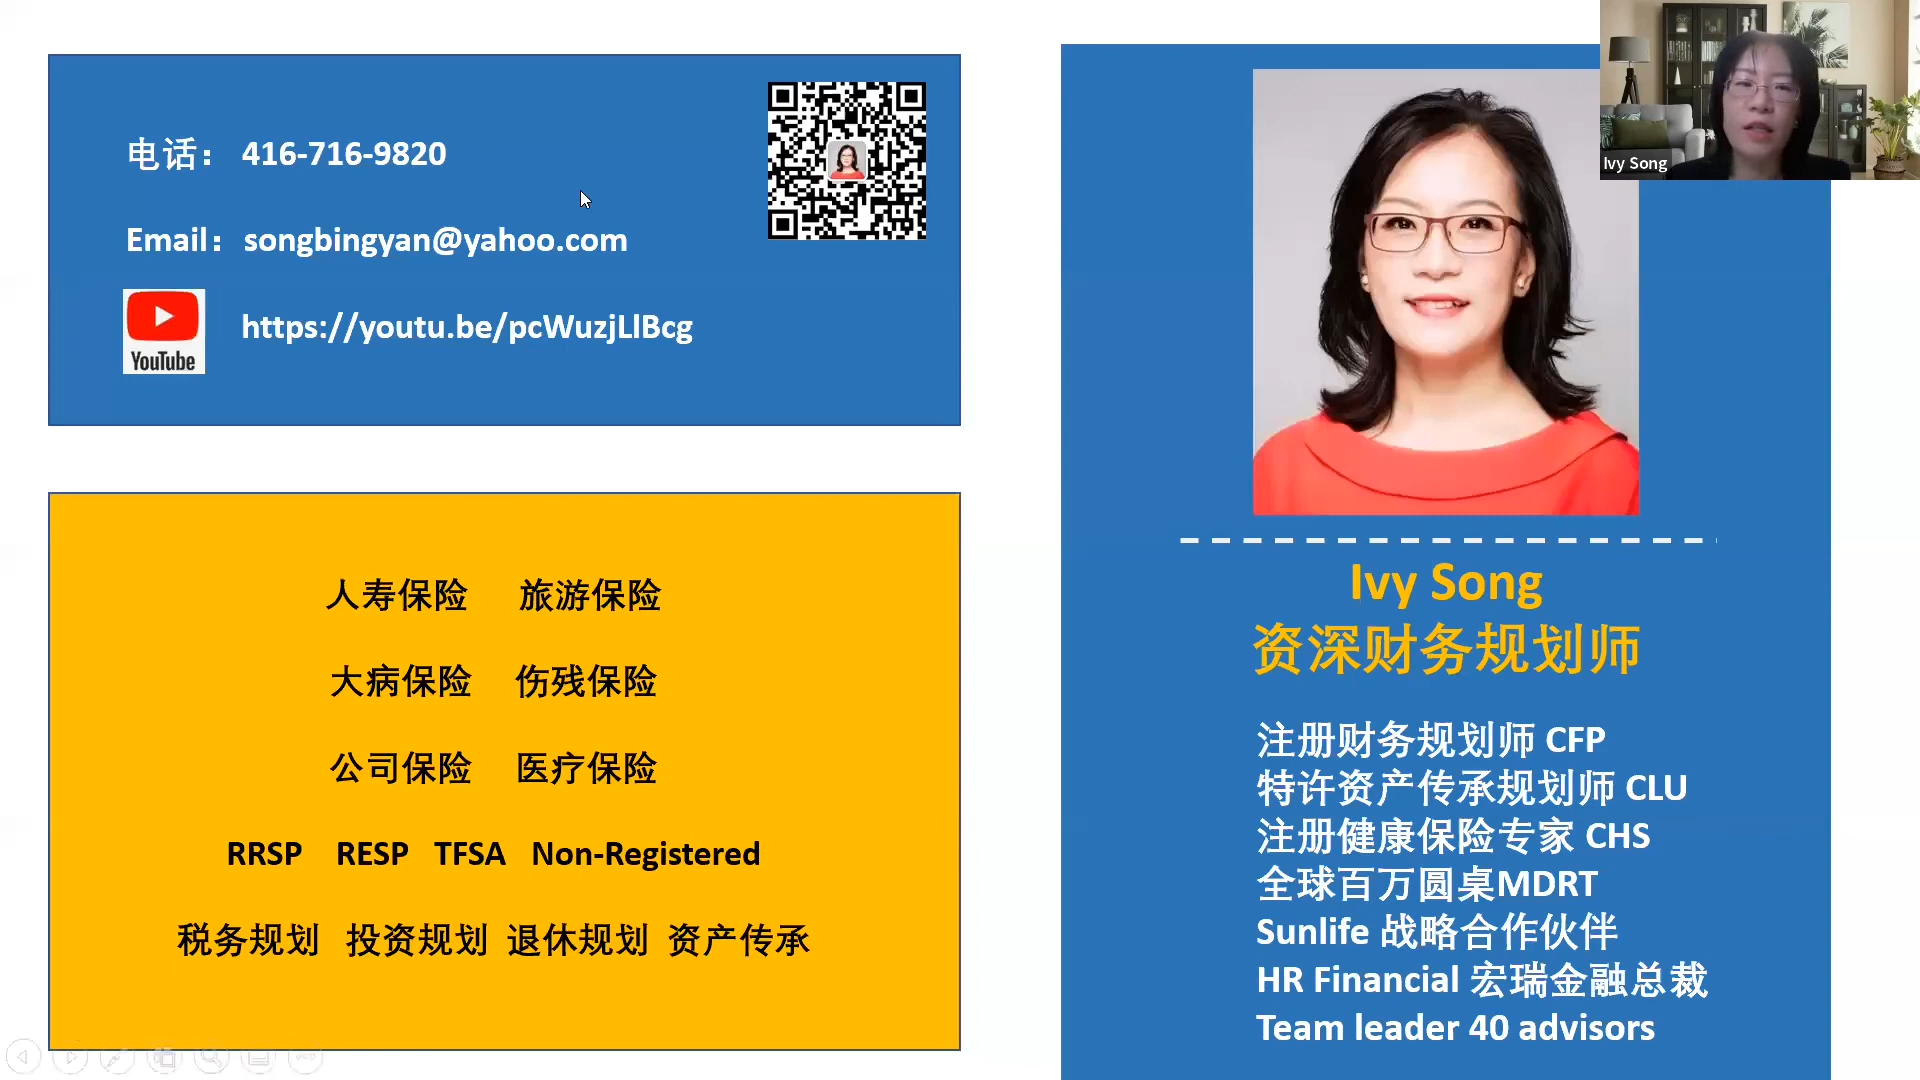 电话： 416-716-9820
Email：songbingyan@yahoo.com
YouTube
https://youtu.be/pcWuzjLlBcg
人寿保险 旅游保险
大病保险 伤残保险
公司保险 医疗保险
RRSP RESP TFSA Non-Registered
税务规划 投资规划 退休规划 资产传承
Ivy Song
Ivy Song
资深财务规划师
注册财务规划师 CFP
特许资产传承规划师 CLU
注册健康保险专家 CHS
全球百万圆桌MDRT
Sunlife 战略合作伙伴
HR Financial 宏瑞金融总裁
Team leader 40 advisors